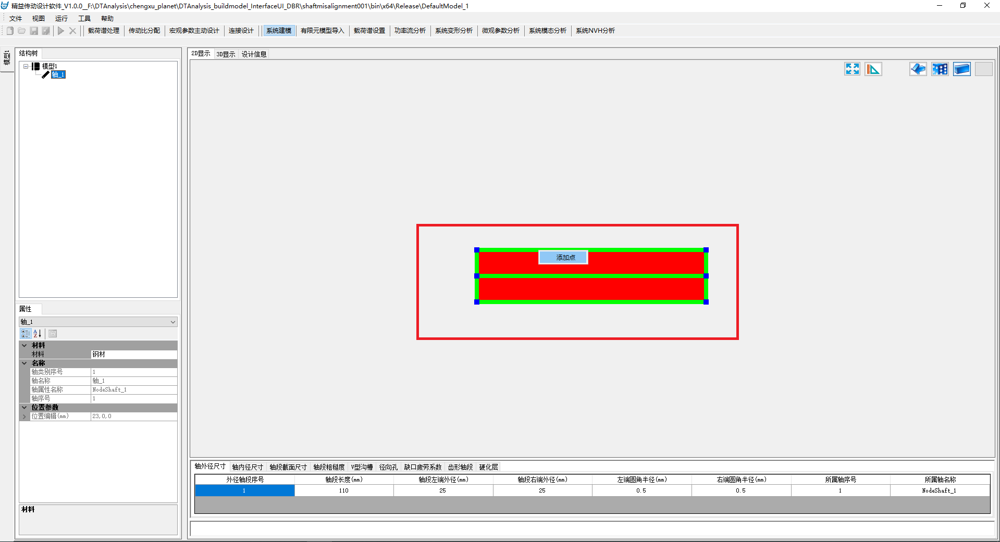 精益传动设计软件_V1.0.0__F:\DTAnalysis\chengxu_planet\DTAnalysis_buildmodel_InterfaceUI_DBR\shaftmisalignment001\bin\x64\Release\DefaultModel_1
文件 视图 运行 工具 帮助
载荷谱处理 传动比分配 宏观参数主动设计 连接设计 系统建模 有限元模型导入 载荷谱设置 功率流分析 系统变形分析 微观参数分析 系统模态分析 系统NVH分析
模型1
结构树
模型1
轴_1
2D显示 3D显示 设计信息
添加点
属性
轴_1
材料
材料 钢材
名称
轴类别序号 1
轴名称 轴_1
轴属性名称 NodeShaft_1
轴序号 1
位置参数
位置编辑(mm) 23,0,0
材料
轴外径尺寸 轴内径尺寸 轴段截面尺寸 轴段粗糙度 V型沟槽 径向孔 缺口疲劳系数 齿形轴段 硬化层
外径轴段序号 轴段长度(mm) 轴段左端外径(mm) 轴段右端外径(mm) 左端圆角半径(mm) 右端圆角半径(mm) 所属轴序号 所属轴名称
1 110 25 25 0.5 0.5 1 NodeShaft_1